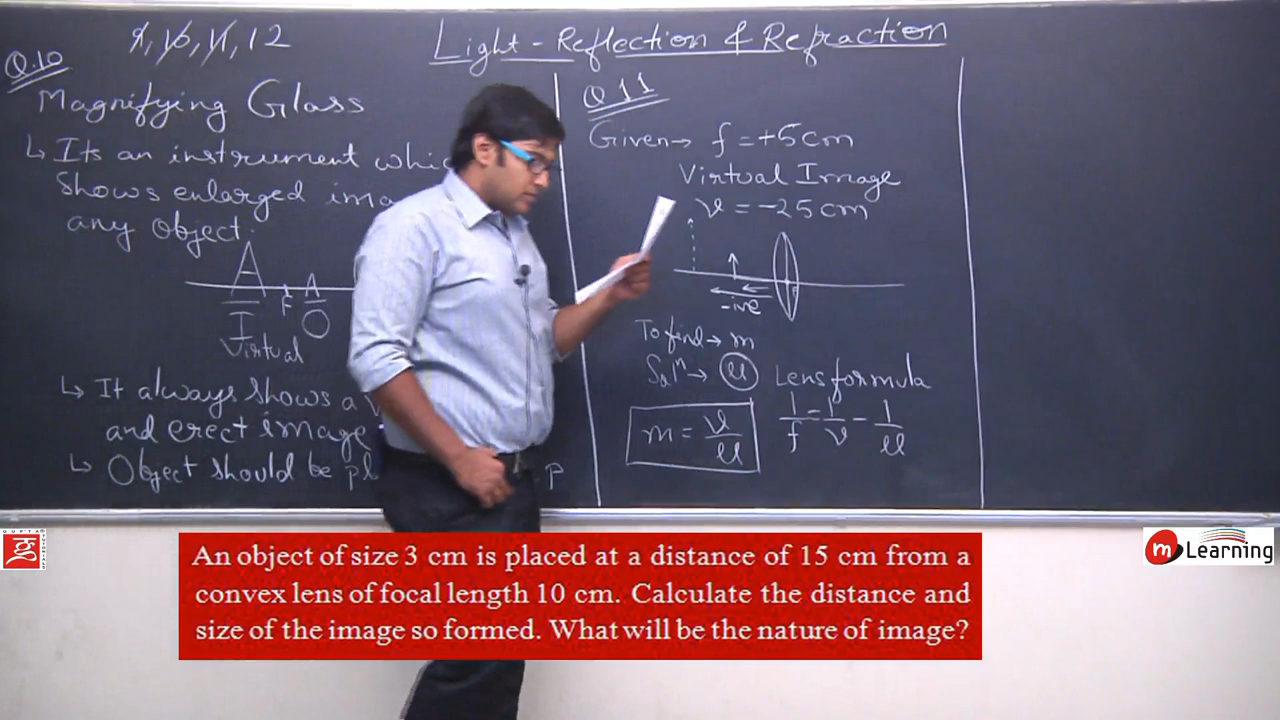 1, 10, 11, 12
Light - Reflection & Refraction
Q.10
Magnifying Glass
↳ Its an instrument whic
shows enlarged ima
any object.
A
A
F
I
O
Virtual
↳ It always shows a
and erect image
↳ Object should be pl
p
Q 11
Given→ f = +5cm
Virtual Image
v = -25cm
-ive
To find→ m
Solⁿ→ u
m = v/u
Lens formula
1/f = 1/v - 1/u
GUPTA
mLearning
An object of size 3 cm is placed at a distance of 15 cm from a
convex lens of focal length 10 cm. Calculate the distance and
size of the image so formed. What will be the nature of image?